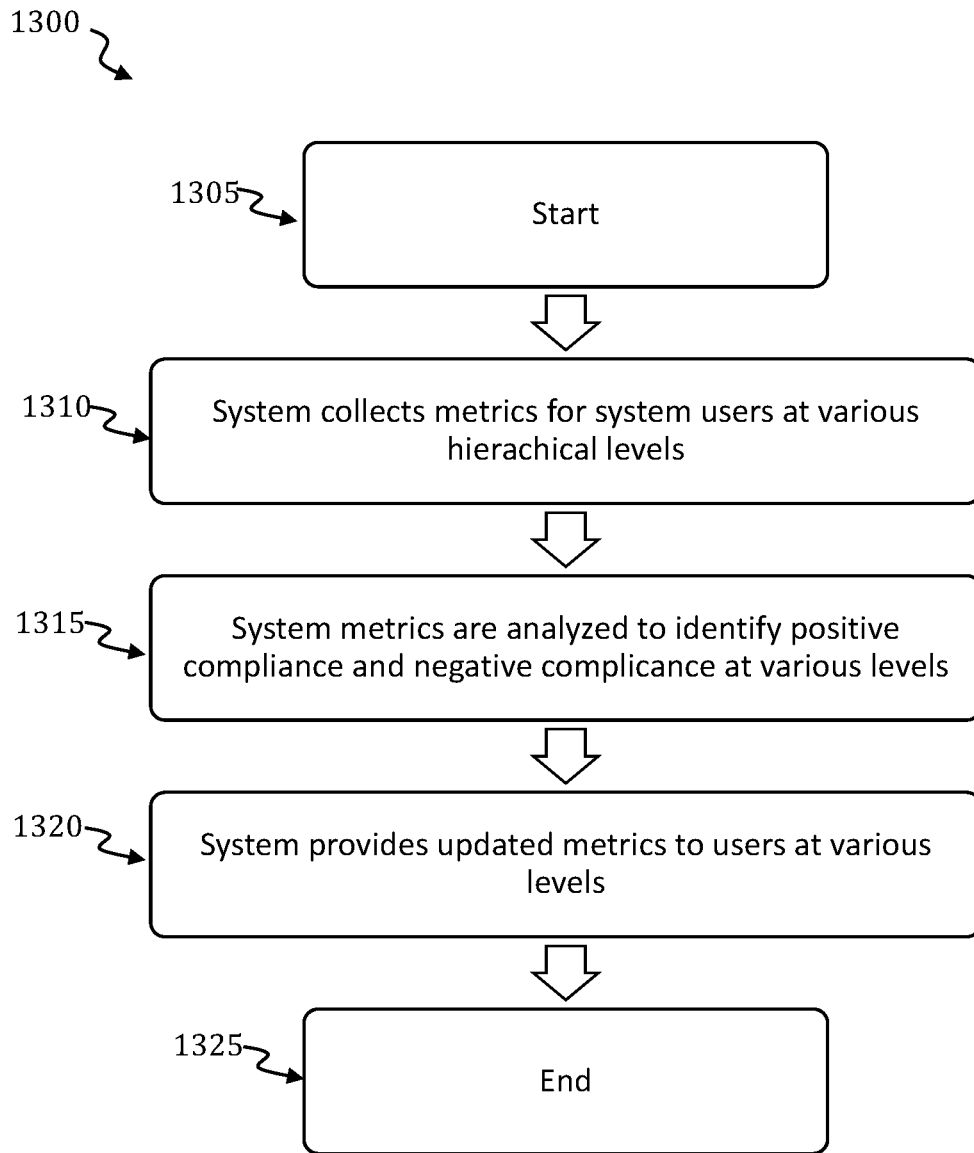 1300
1305
Start
1310
System collects metrics for system users at various
hierachical levels
1315
System metrics are analyzed to identify positive
compliance and negative complicance at various levels
1320
System provides updated metrics to users at various
levels
1325
End